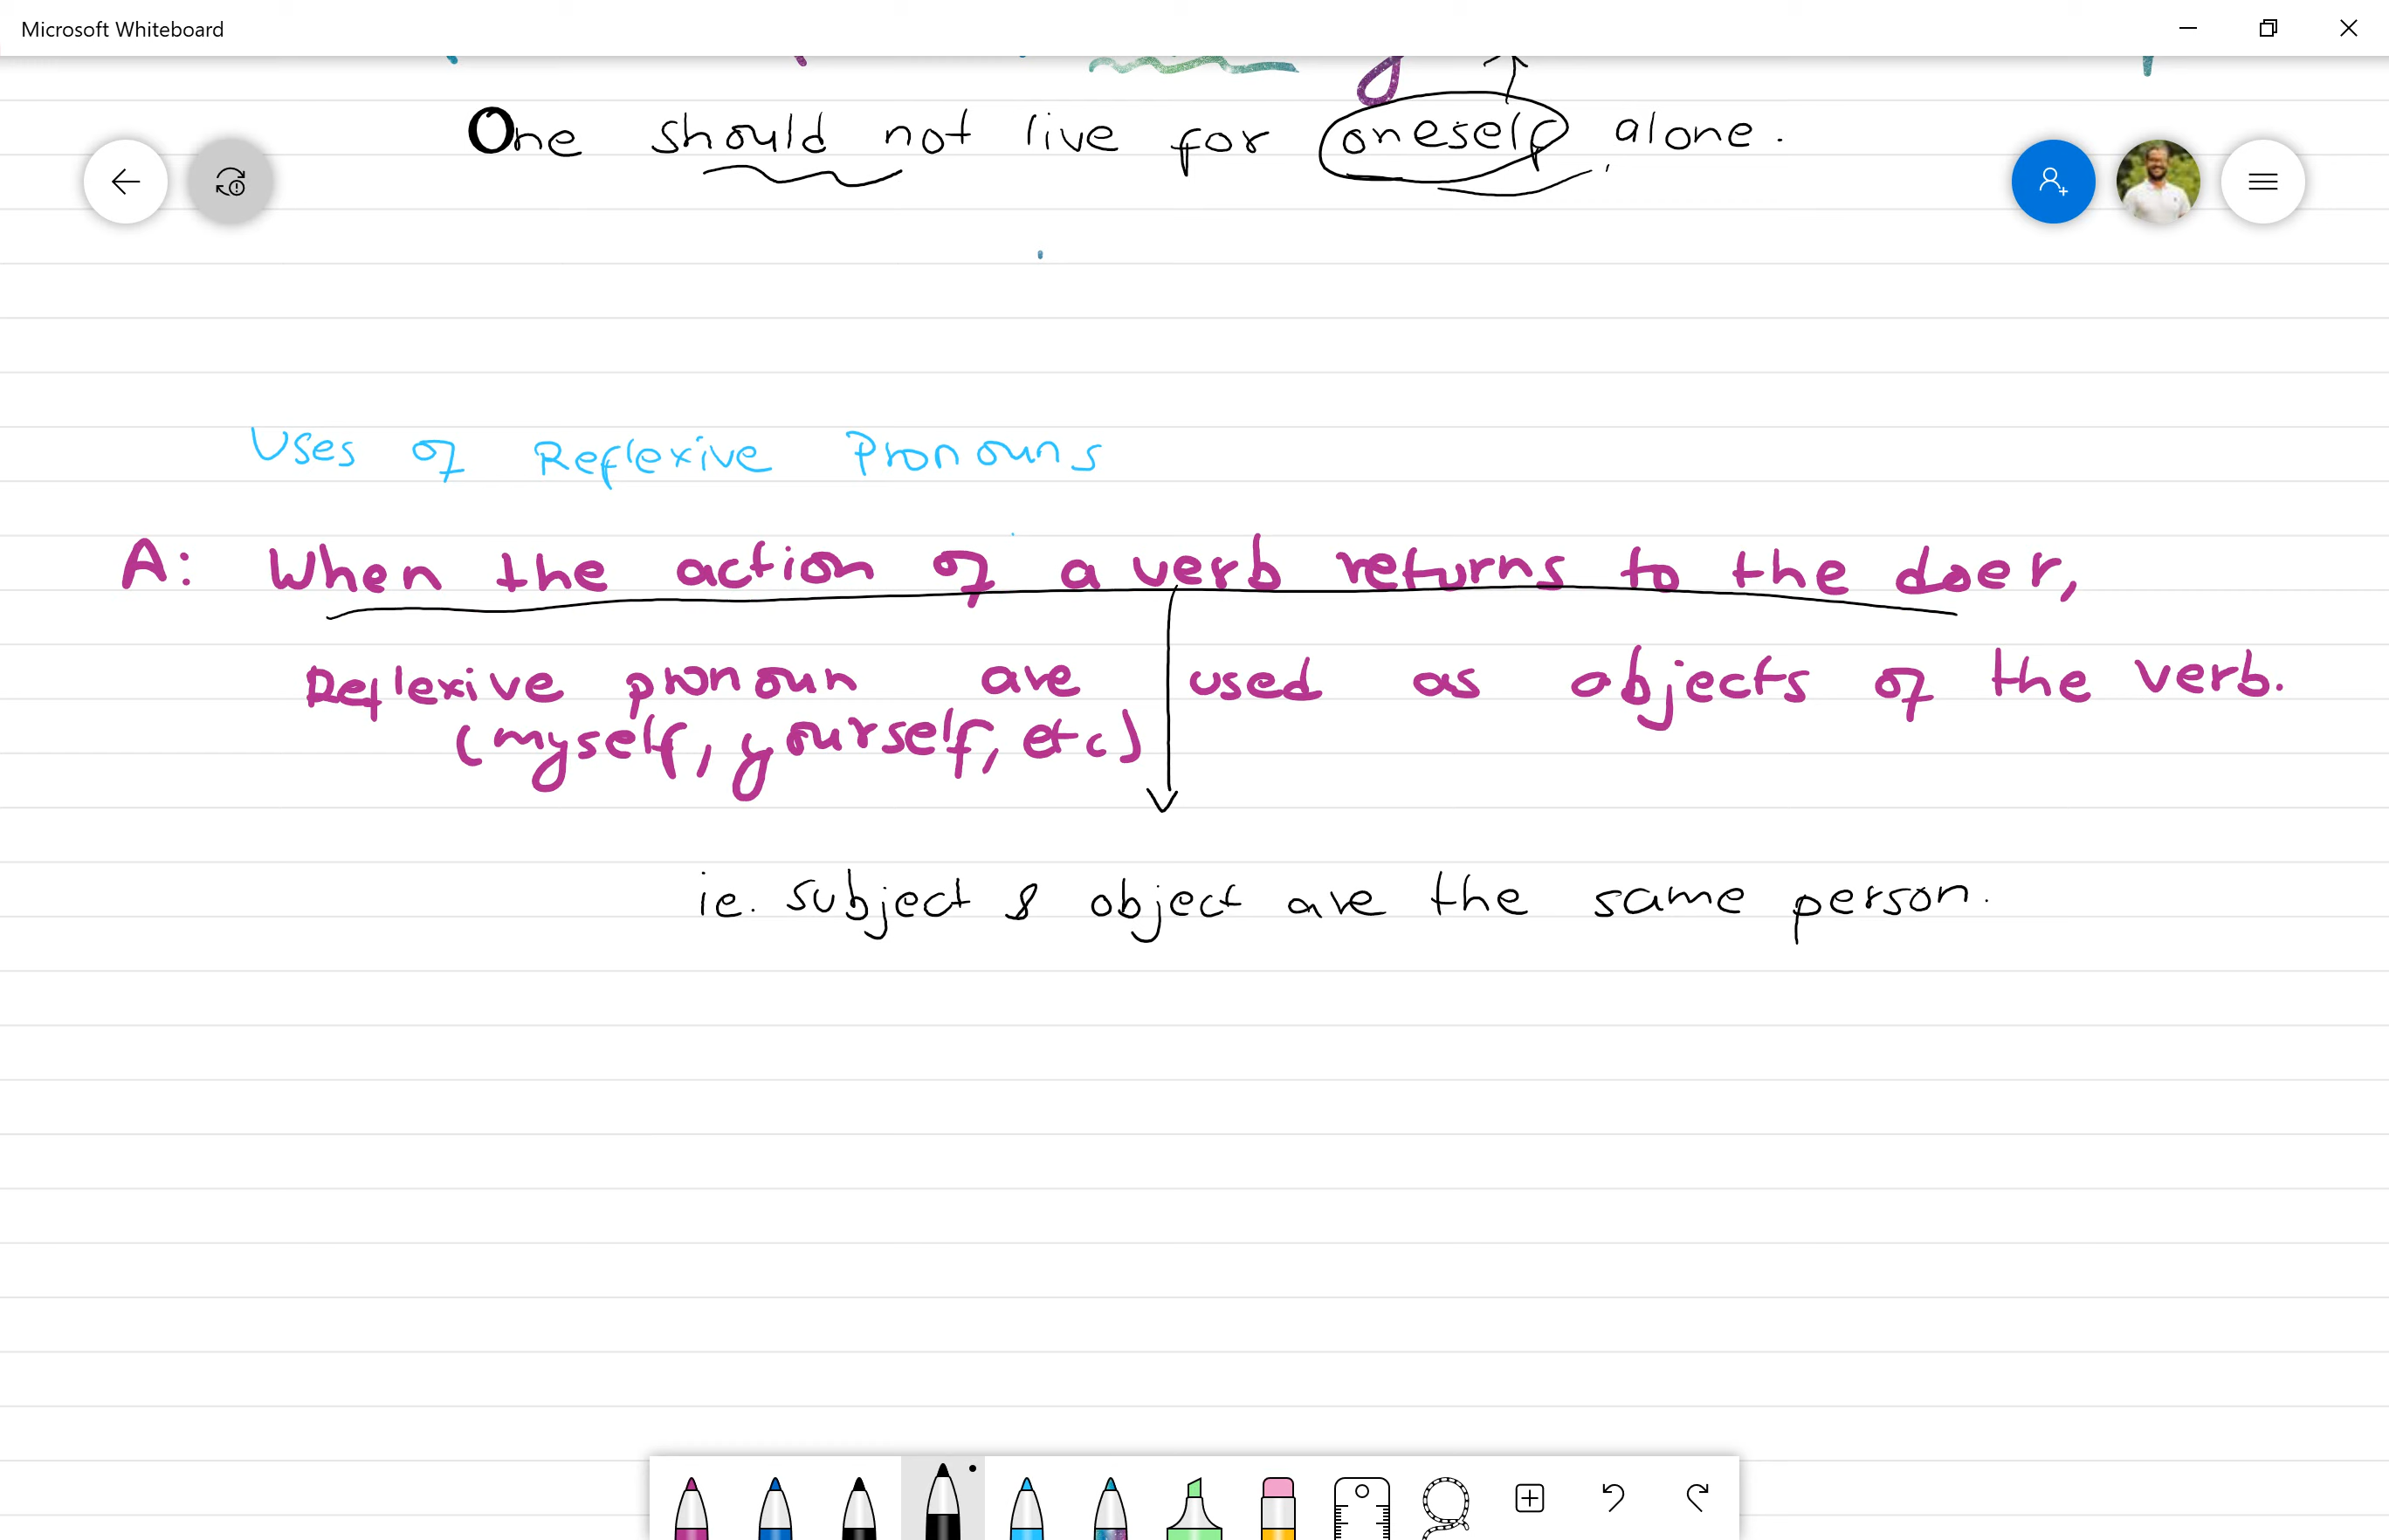 Microsoft Whiteboard
One should not live for oneself alone.
Uses of Reflexive Pronouns
A: When the action of a verb returns to the doer,
Reflexive pronoun are used as objects of the verb.
(myself, yourself, etc)
ie. subject & object are the same person.